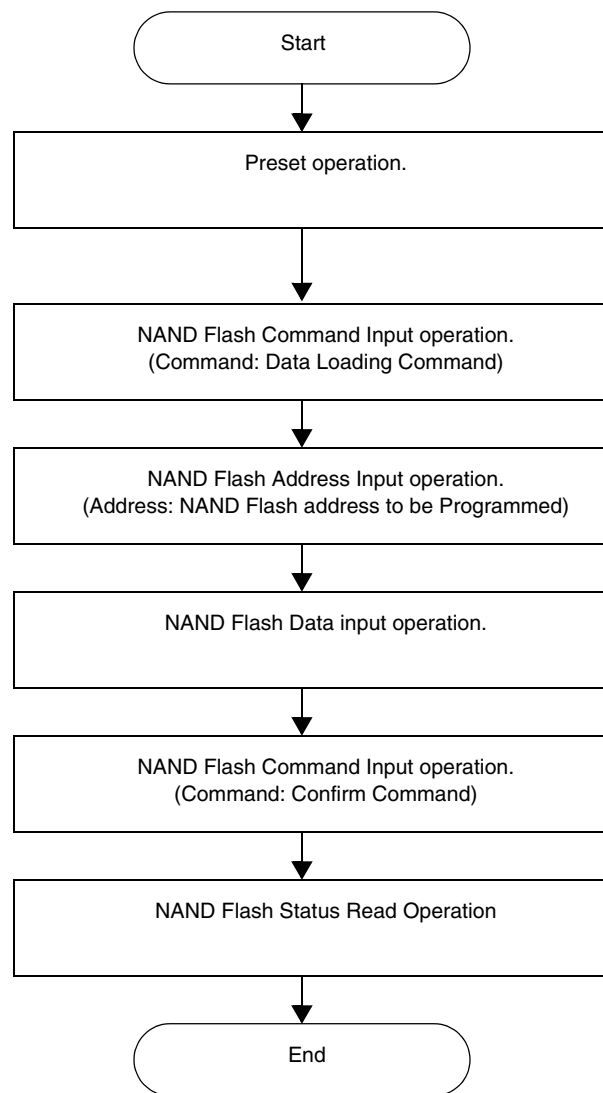 Start
Preset operation.
NAND Flash Command Input operation.
(Command: Data Loading Command)
NAND Flash Address Input operation.
(Address: NAND Flash address to be Programmed)
NAND Flash Data input operation.
NAND Flash Command Input operation.
(Command: Confirm Command)
NAND Flash Status Read Operation
End